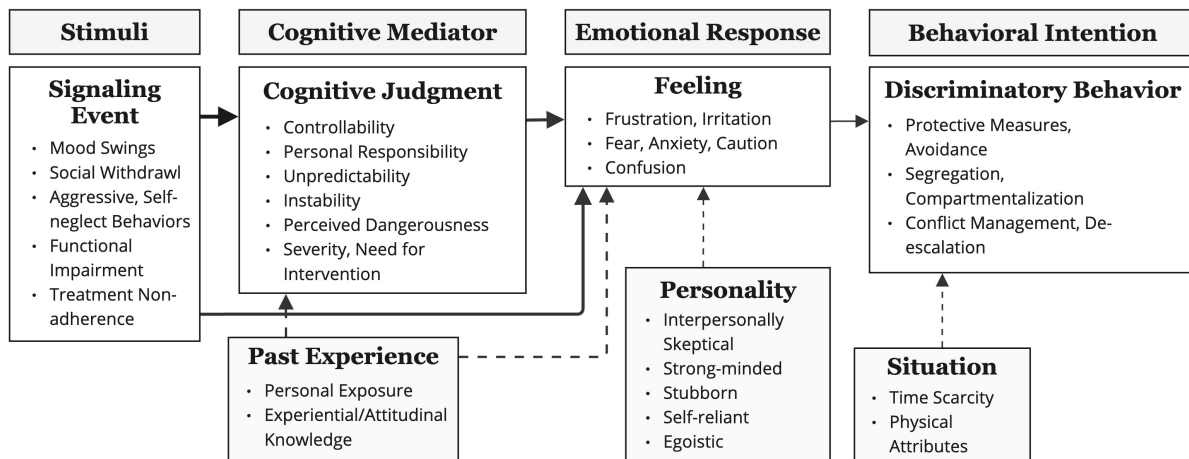 Stimuli
Cognitive Mediator
Emotional Response
Behavioral Intention
Signaling
Event
• Mood Swings
• Social Withdrawl
• Aggressive, Self-
neglect Behaviors
• Functional
Impairment
• Treatment Non-
adherence
Cognitive Judgment
• Controllability
• Personal Responsibility
• Unpredictability
• Instability
• Perceived Dangerousness
• Severity, Need for
Intervention
Feeling
• Frustration, Irritation
• Fear, Anxiety, Caution
• Confusion
Discriminatory Behavior
• Protective Measures,
Avoidance
• Segregation,
Compartmentalization
• Conflict Management, De-
escalation
Past Experience
• Personal Exposure
• Experiential/Attitudinal
Knowledge
Personality
• Interpersonally
Skeptical
• Strong-minded
• Stubborn
• Self-reliant
• Egoistic
Situation
• Time Scarcity
• Physical
Attributes